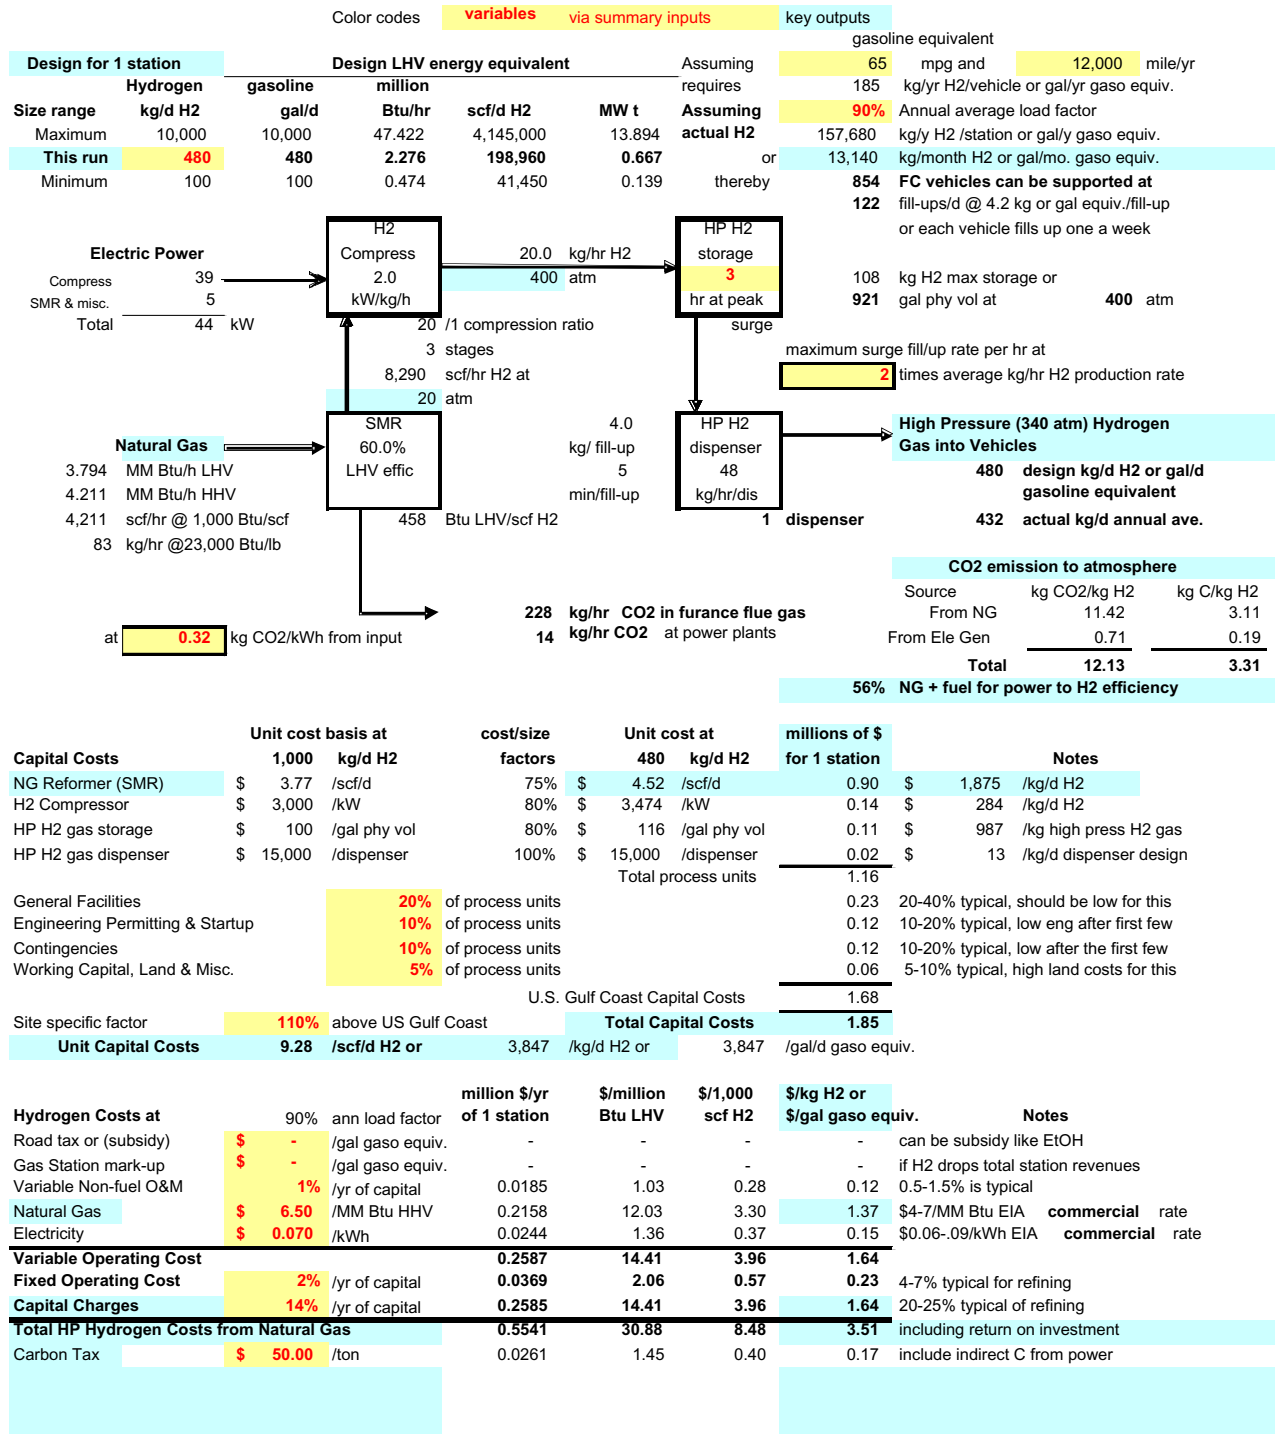 Color codes variables via summary inputs key outputs
gasoline equivalent
Design for 1 station Design LHV energy equivalent Assuming 65 mpg and 12,000 mile/yr
Hydrogen gasoline million requires 185 kg/yr H2/vehicle or gal/yr gaso equiv.
Size range kg/d H2 gal/d Btu/hr scf/d H2 MW t Assuming 90% Annual average load factor
Maximum 10,000 10,000 47.422 4,145,000 13.894 actual H2 157,680 kg/y H2 /station or gal/y gaso equiv.
This run 480 480 2.276 198,960 0.667 or 13,140 kg/month H2 or gal/mo. gaso equiv.
Minimum 100 100 0.474 41,450 0.139 thereby 854 FC vehicles can be supported at
122 fill-ups/d @ 4.2 kg or gal equiv./fill-up
H2 HP H2 or each vehicle fills up one a week
Electric Power Compress 20.0 kg/hr H2 storage
Compress 39 2.0 400 atm 3 108 kg H2 max storage or
SMR & misc. 5 kW/kg/h hr at peak 921 gal phy vol at 400 atm
Total 44 kW 20 /1 compression ratio surge
3 stages maximum surge fill/up rate per hr at
8,290 scf/hr H2 at 2 times average kg/hr H2 production rate
20 atm
SMR 4.0 HP H2 High Pressure (340 atm) Hydrogen
Natural Gas 60.0% kg/ fill-up dispenser Gas into Vehicles
3.794 MM Btu/h LHV LHV effic 5 48 480 design kg/d H2 or gal/d
4.211 MM Btu/h HHV min/fill-up kg/hr/dis gasoline equivalent
4,211 scf/hr @ 1,000 Btu/scf 458 Btu LHV/scf H2 1 dispenser 432 actual kg/d annual ave.
83 kg/hr @23,000 Btu/lb
CO2 emission to atmosphere
Source kg CO2/kg H2 kg C/kg H2
228 kg/hr CO2 in furance flue gas From NG 11.42 3.11
at 0.32 kg CO2/kWh from input 14 kg/hr CO2 at power plants From Ele Gen 0.71 0.19
Total 12.13 3.31
56% NG + fuel for power to H2 efficiency
Unit cost basis at cost/size Unit cost at millions of $
Capital Costs 1,000 kg/d H2 factors 480 kg/d H2 for 1 station Notes
NG Reformer (SMR) $ 3.77 /scf/d 75% $ 4.52 /scf/d 0.90 $ 1,875 /kg/d H2
H2 Compressor $ 3,000 /kW 80% $ 3,474 /kW 0.14 $ 284 /kg/d H2
HP H2 gas storage $ 100 /gal phy vol 80% $ 116 /gal phy vol 0.11 $ 987 /kg high press H2 gas
HP H2 gas dispenser $ 15,000 /dispenser 100% $ 15,000 /dispenser 0.02 $ 13 /kg/d dispenser design
Total process units 1.16
General Facilities 20% of process units 0.23 20-40% typical, should be low for this
Engineering Permitting & Startup 10% of process units 0.12 10-20% typical, low eng after first few
Contingencies 10% of process units 0.12 10-20% typical, low after the first few
Working Capital, Land & Misc. 5% of process units 0.06 5-10% typical, high land costs for this
U.S. Gulf Coast Capital Costs 1.68
Site specific factor 110% above US Gulf Coast Total Capital Costs 1.85
Unit Capital Costs 9.28 /scf/d H2 or 3,847 /kg/d H2 or 3,847 /gal/d gaso equiv.
million $/yr $/million $/1,000 $/kg H2 or
Hydrogen Costs at 90% ann load factor of 1 station Btu LHV scf H2 $/gal gaso equiv. Notes
Road tax or (subsidy) $ - /gal gaso equiv. - - - - can be subsidy like EtOH
Gas Station mark-up $ - /gal gaso equiv. - - - - if H2 drops total station revenues
Variable Non-fuel O&M 1% /yr of capital 0.0185 1.03 0.28 0.12 0.5-1.5% is typical
Natural Gas $ 6.50 /MM Btu HHV 0.2158 12.03 3.30 1.37 $4-7/MM Btu EIA commercial rate
Electricity $ 0.070 /kWh 0.0244 1.36 0.37 0.15 $0.06-.09/kWh EIA commercial rate
Variable Operating Cost 0.2587 14.41 3.96 1.64
Fixed Operating Cost 2% /yr of capital 0.0369 2.06 0.57 0.23 4-7% typical for refining
Capital Charges 14% /yr of capital 0.2585 14.41 3.96 1.64 20-25% typical of refining
Total HP Hydrogen Costs from Natural Gas 0.5541 30.88 8.48 3.51 including return on investment
Carbon Tax $ 50.00 /ton 0.0261 1.45 0.40 0.17 include indirect C from power